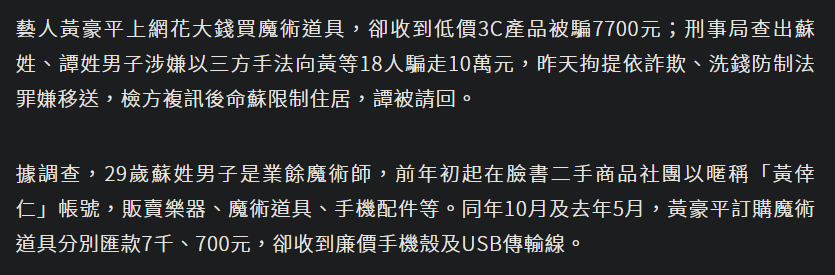 藝人黃豪平上網花大錢買魔術道具，卻收到低價3C產品被騙7700元；刑事局查出蘇
姓、譚姓男子涉嫌以三方手法向黃等18人騙走10萬元，昨天拘提依詐欺、洗錢防制法
罪嫌移送，檢方複訊後命蘇限制住居，譚被請回。
據調查，29歲蘇姓男子是業餘魔術師，前年初起在臉書二手商品社團以暱稱「黃倖
仁」帳號，販賣樂器、魔術道具、手機配件等。同年10月及去年5月，黃豪平訂購魔術
道具分別匯款7千、700元，卻收到廉價手機殼及USB傳輸線。